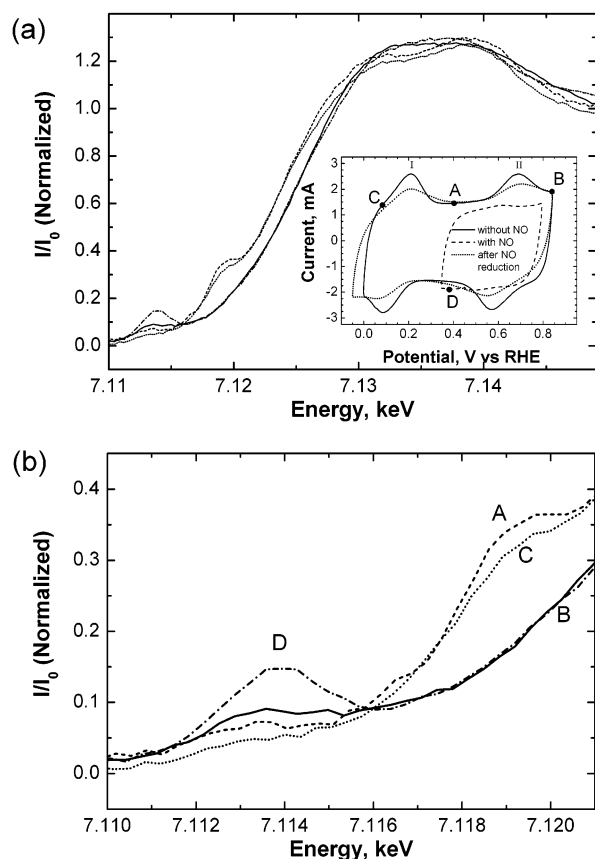 (a)
I/I0 (Normalized)
1.2
1.0
0.8
0.6
0.4
0.2
0.0
7.11 7.12 7.13 7.14
Energy, keV
Current, mA
3
2
1
0
-1
-2
-3
0.0 0.2 0.4 0.6 0.8
Potential, V vs RHE
I II
C A B
D
without NO
with NO
after NO
reduction
(b)
I/I0 (Normalized)
0.4
0.3
0.2
0.1
0.0
7.110 7.112 7.114 7.116 7.118 7.120
Energy, keV
A
C
B
D